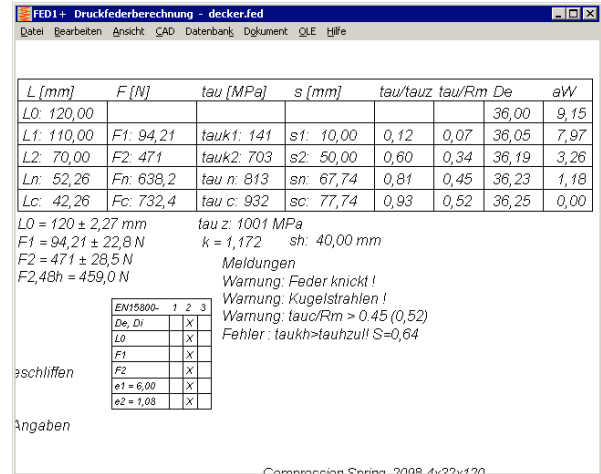 FED1+ Druckfederberechnung - decker.fed
Datei Bearbeiten Ansicht CAD Datenbank Dokument OLE Hilfe
L [mm] F [N] tau [MPa] s [mm] tau/tauz tau/Rm De aW
L0: 120,00 36,00 9,15
L1: 110,00 F1: 94,21 tauk1: 141 s1: 10,00 0,12 0,07 36,05 7,97
L2: 70,00 F2: 471 tauk2: 703 s2: 50,00 0,60 0,34 36,19 3,26
Ln: 52,26 Fn: 638,2 tau n: 813 sn: 67,74 0,81 0,45 36,23 1,18
Lc: 42,26 Fc: 732,4 tau c: 932 sc: 77,74 0,93 0,52 36,25 0,00
L0 = 120 ± 2,27 mm tau z: 1001 MPa
F1 = 94,21 ± 22,8 N k = 1,172 sh: 40,00 mm
F2 = 471 ± 28,5 N Meldungen
F2,48h = 459,0 N Warnung: Feder knickt !
Warnung: Kugelstrahlen !
Warnung: tauc/Rm > 0.45 (0,52)
Fehler : taukh>tauhzul! S=0,64
EN15800- 1 2 3
De, Di X
L0 X
F1 X
F2 X
e1 = 6,00 X
e2 = 1,08 X
eschliffen
Angaben
Compression Spring 2098 4x32x120